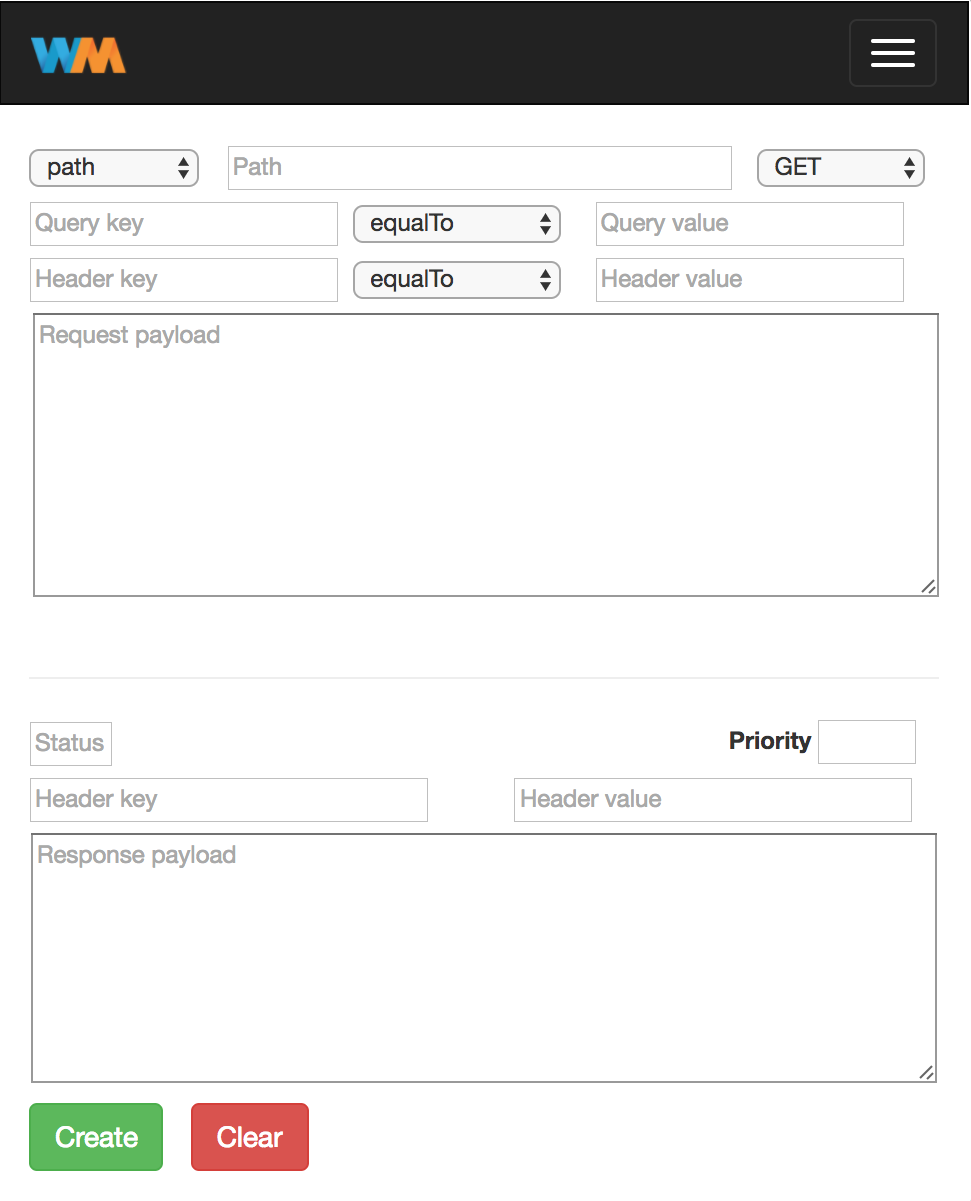 WM
path Path GET
Query key equalTo Query value
Header key equalTo Header value
Request payload
Status Priority
Header key Header value
Response payload
Create Clear